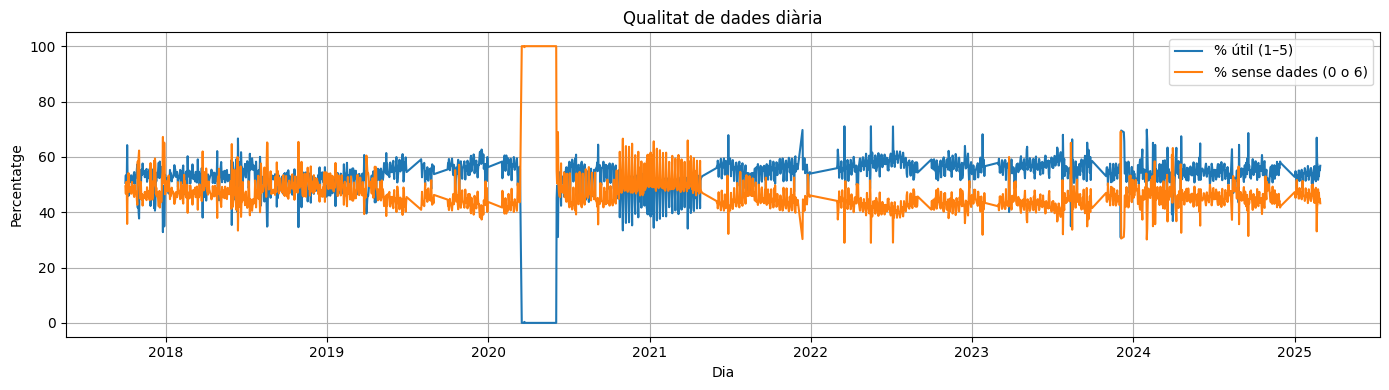 Qualitat de dades diària
% útil (1–5)
% sense dades (0 o 6)
Percentatge
100
80
60
40
20
0
2018 2019 2020 2021 2022 2023 2024 2025
Dia